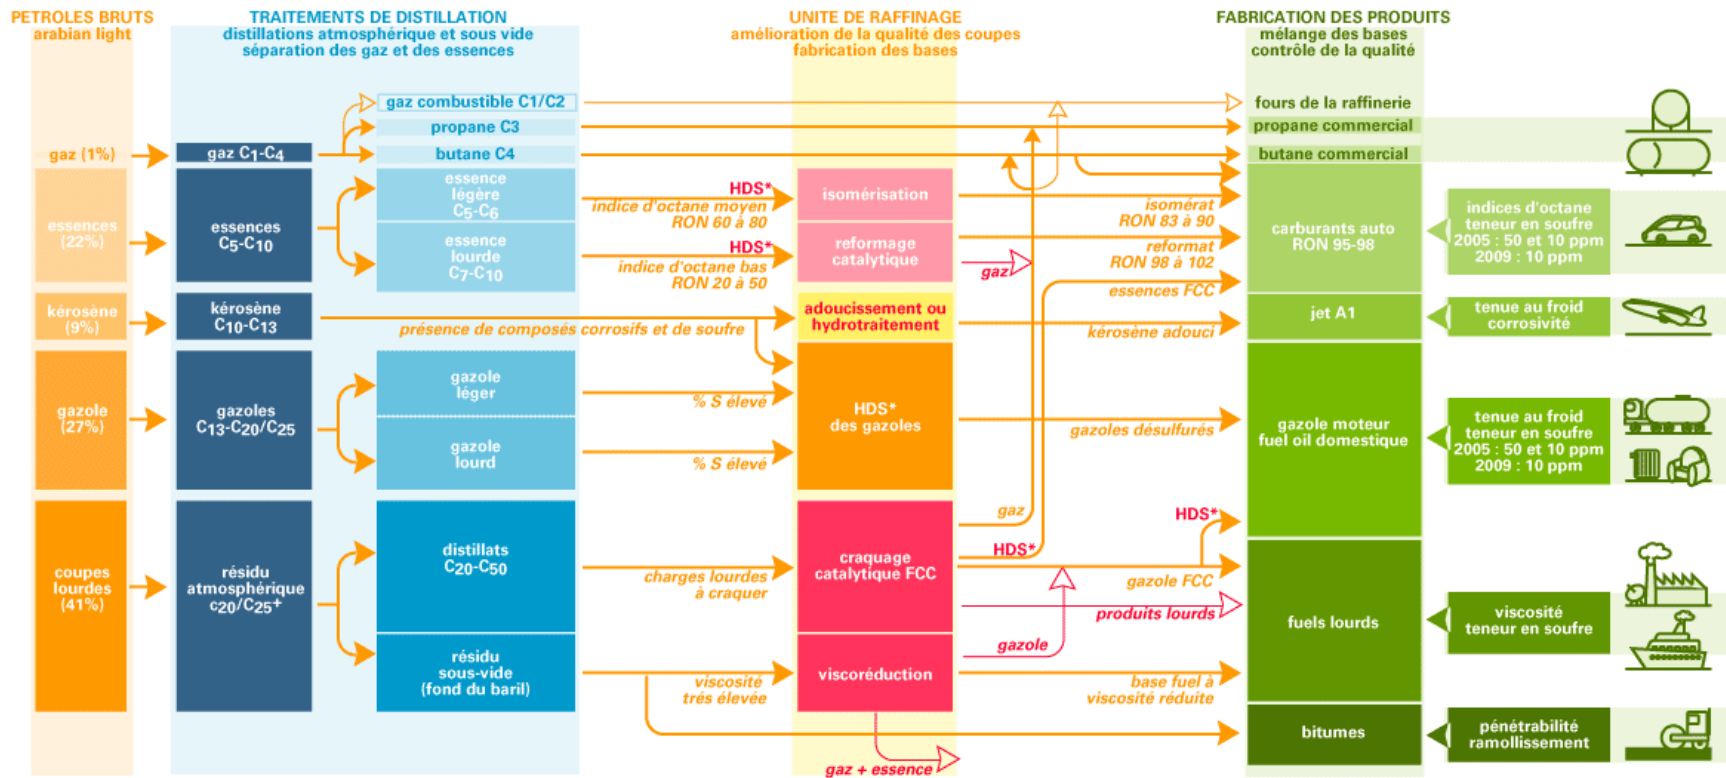 PETROLES BRUTS
arabian light
TRAITEMENTS DE DISTILLATION
distillations atmosphérique et sous vide
séparation des gaz et des essences
UNITE DE RAFFINAGE
amélioration de la qualité des coupes
fabrication des bases
FABRICATION DES PRODUITS
mélange des bases
contrôle de la qualité
gaz (1%)
essences
(22%)
kérosène
(9%)
gazole
(27%)
coupes
lourdes
(41%)
gaz C1-C4
essences
C5-C10
kérosène
C10-C13
gazoles
C13-C20/C25
résidu
atmosphérique
c20/C25+
gaz combustible C1/C2
propane C3
butane C4
essence
légère
C5-C6
essence
lourde
C7-C10
gazole
léger
gazole
lourd
distillats
C20-C50
résidu
sous-vide
(fond du baril)
HDS*
indice d'octane moyen
RON 60 à 80
HDS*
indice d'octane bas
RON 20 à 50
présence de composés corrosifs et de soufre
% S élevé
% S élevé
charges lourdes
à craquer
viscosité
trés élevée
isomérisation
reformage
catalytique
adoucissement ou
hydrotraitement
HDS*
des gazoles
craquage
catalytique FCC
viscoréduction
isomérat
RON 83 à 90
reformat
RON 98 à 102
gaz
essences FCC
kérosène adouci
gazoles désulfurés
gaz
HDS*
HDS*
gazole FCC
produits lourds
gazole
base fuel à
viscosité réduite
gaz + essence
fours de la raffinerie
propane commercial
butane commercial
carburants auto
RON 95-98
jet A1
gazole moteur
fuel oil domestique
fuels lourds
bitumes
indices d'octane
teneur en soufre
2005 : 50 et 10 ppm
2009 : 10 ppm
tenue au froid
corrosivité
tenue au froid
teneur en soufre
2005 : 50 et 10 ppm
2009 : 10 ppm
viscosité
teneur en soufre
pénétrabilité
ramollissement